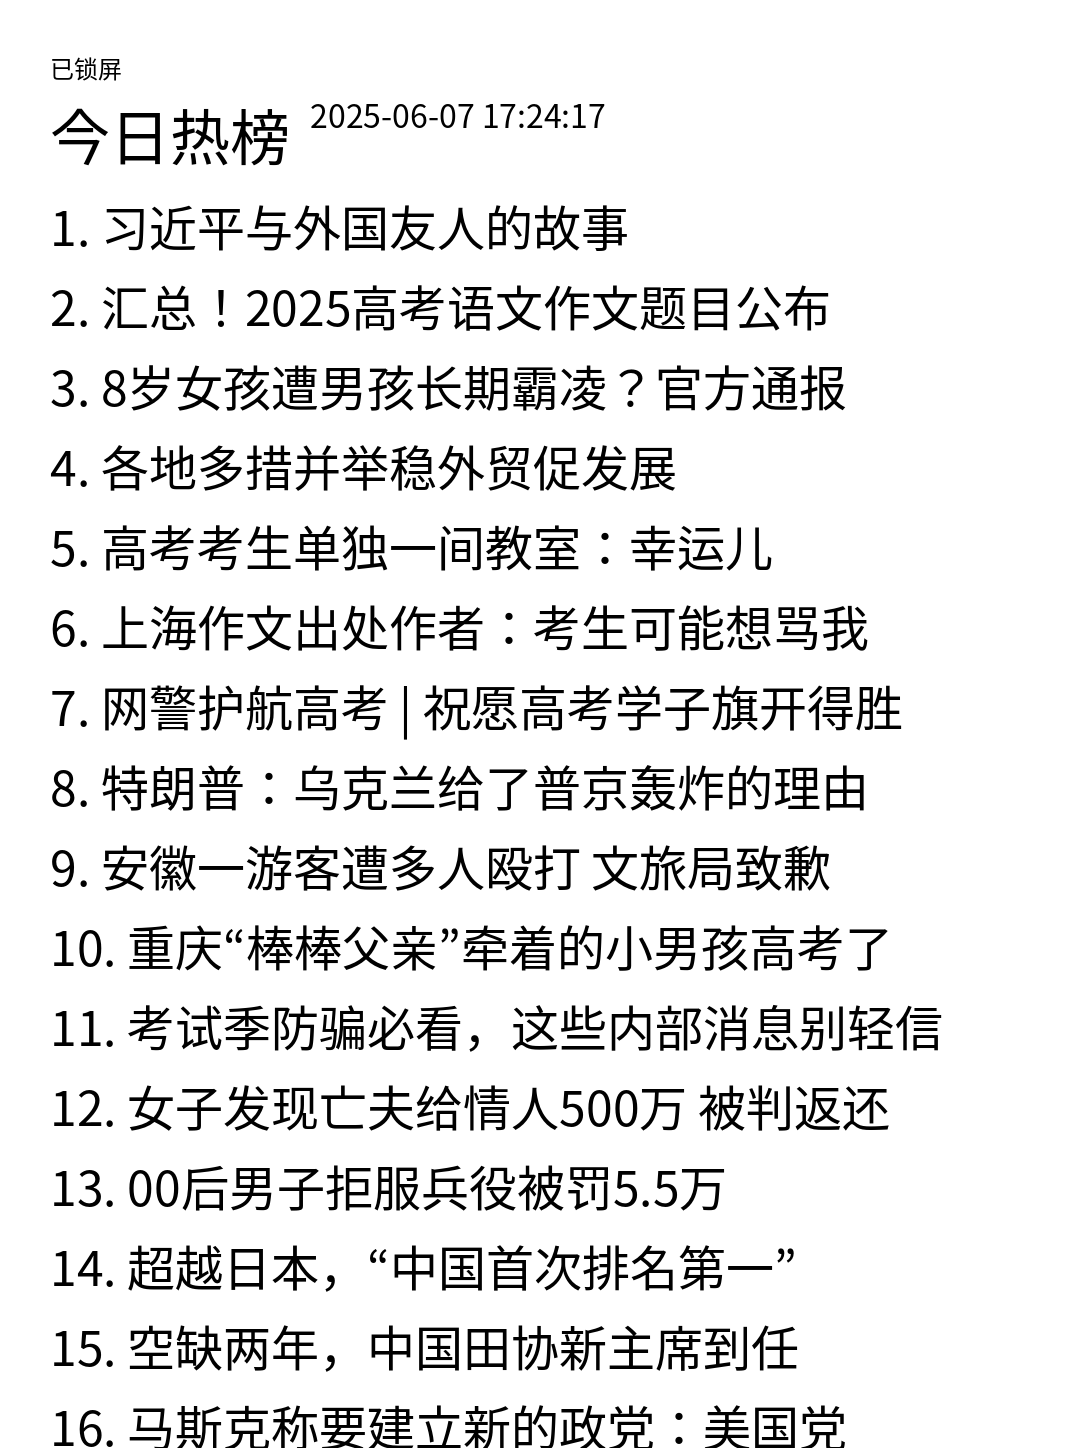 已锁屏
今日热榜 2025-06-07 17:24:17
1. 习近平与外国友人的故事
2. 汇总！2025高考语文作文题目公布
3. 8岁女孩遭男孩长期霸凌？官方通报
4. 各地多措并举稳外贸促发展
5. 高考考生单独一间教室：幸运儿
6. 上海作文出处作者：考生可能想骂我
7. 网警护航高考 | 祝愿高考学子旗开得胜
8. 特朗普：乌克兰给了普京轰炸的理由
9. 安徽一游客遭多人殴打 文旅局致歉
10. 重庆“棒棒父亲”牵着的小男孩高考了
11. 考试季防骗必看，这些内部消息别轻信
12. 女子发现亡夫给情人500万 被判返还
13. 00后男子拒服兵役被罚5.5万
14. 超越日本，“中国首次排名第一”
15. 空缺两年，中国田协新主席到任
16. 马斯克称要建立新的政党：美国党